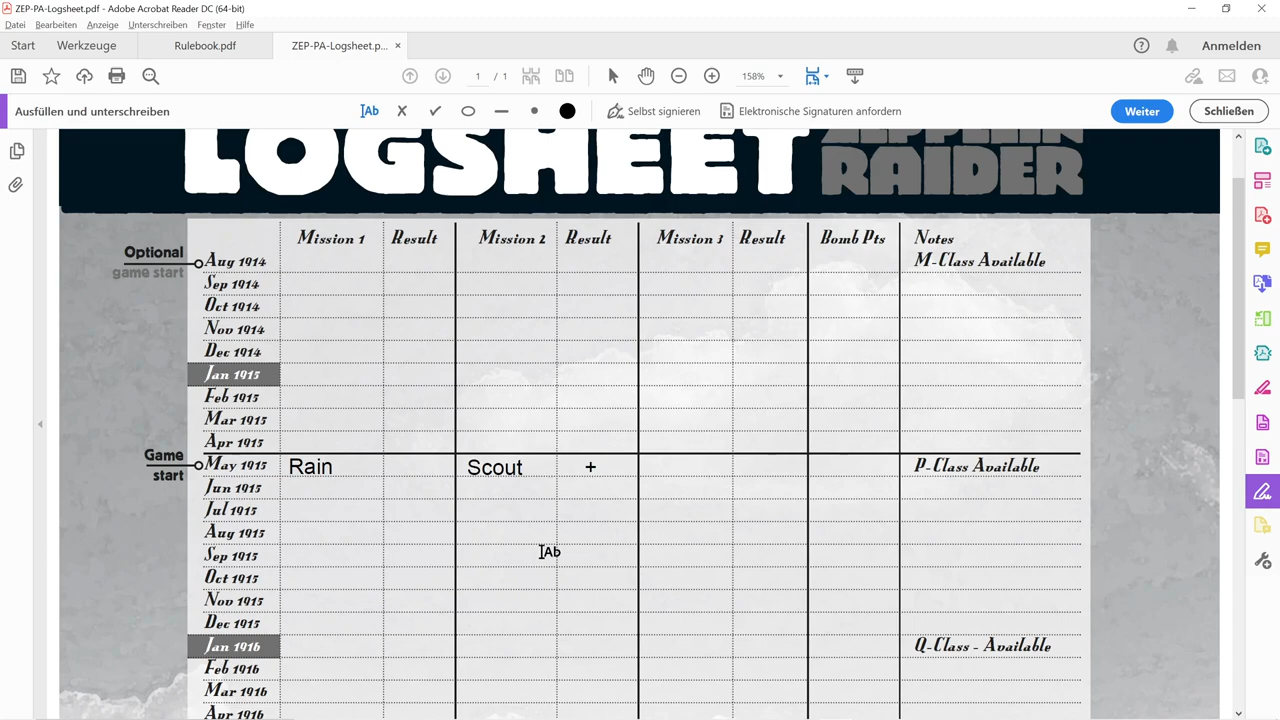 ZEP-PA-Logsheet.pdf - Adobe Acrobat Reader DC (64-bit)
Datei Bearbeiten Anzeige Unterschreiben Fenster Hilfe
Start Werkzeuge Rulebook.pdf ZEP-PA-Logsheet.p... × Anmelden
1 / 1 158%
Ausfüllen und unterschreiben Ab Selbst signieren Elektronische Signaturen anfordern Weiter Schließen
LOGSHEET ZEPPELIN
RAIDER
Mission 1 Result Mission 2 Result Mission 3 Result Bomb Pts Notes
Optional
game start
Aug 1914 M-Class Available
Sep 1914
Oct 1914
Nov 1914
Dec 1914
Jan 1915
Feb 1915
Mar 1915
Apr 1915
Game
start
May 1915 Rain Scout + P-Class Available
Jun 1915
Jul 1915
Aug 1915
Sep 1915
Ab
Oct 1915
Nov 1915
Dec 1915
Jan 1916 Q-Class - Available
Feb 1916
Mar 1916
Apr 1916